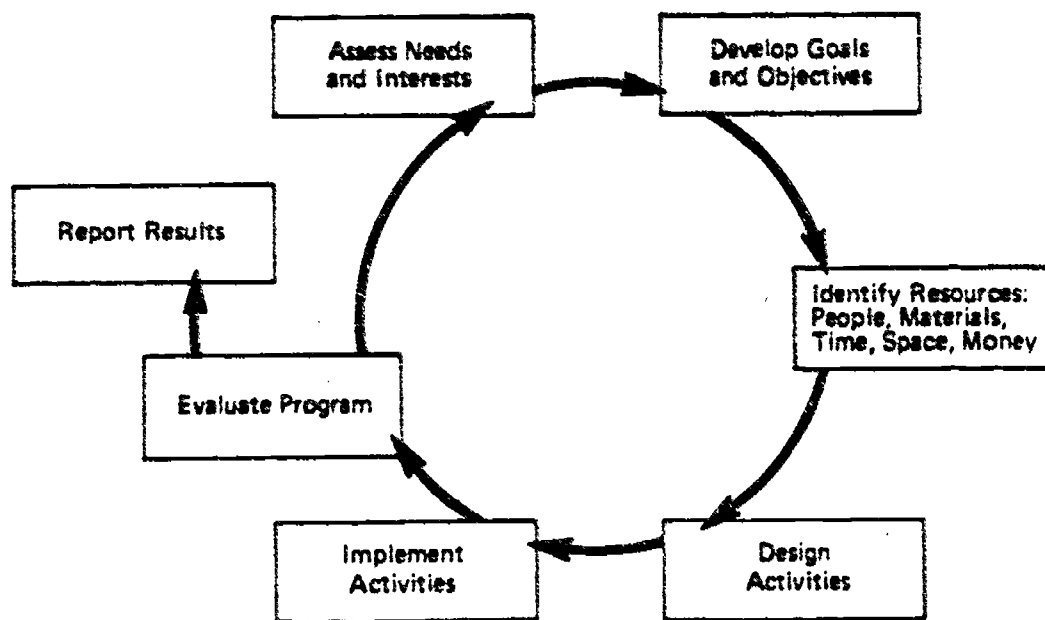 Assess Needs
and Interests
Develop Goals
and Objectives
Report Results
Identify Resources:
People, Materials,
Time, Space, Money
Evaluate Program
Implement
Activities
Design
Activities